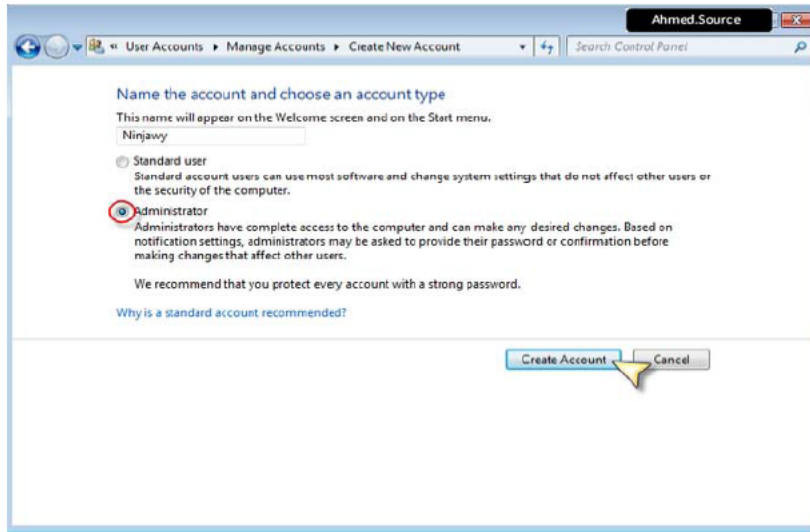 Ahmed.Source
« User Accounts ▸ Manage Accounts ▸ Create New Account
Search Control Panel
Name the account and choose an account type
This name will appear on the Welcome screen and on the Start menu.
Ninjawy
Standard user
Standard account users can use most software and change system settings that do not affect other users or
the security of the computer.
Administrator
Administrators have complete access to the computer and can make any desired changes. Based on
notification settings, administrators may be asked to provide their password or confirmation before
making changes that affect other users.
We recommend that you protect every account with a strong password.
Why is a standard account recommended?
Create Account
Cancel